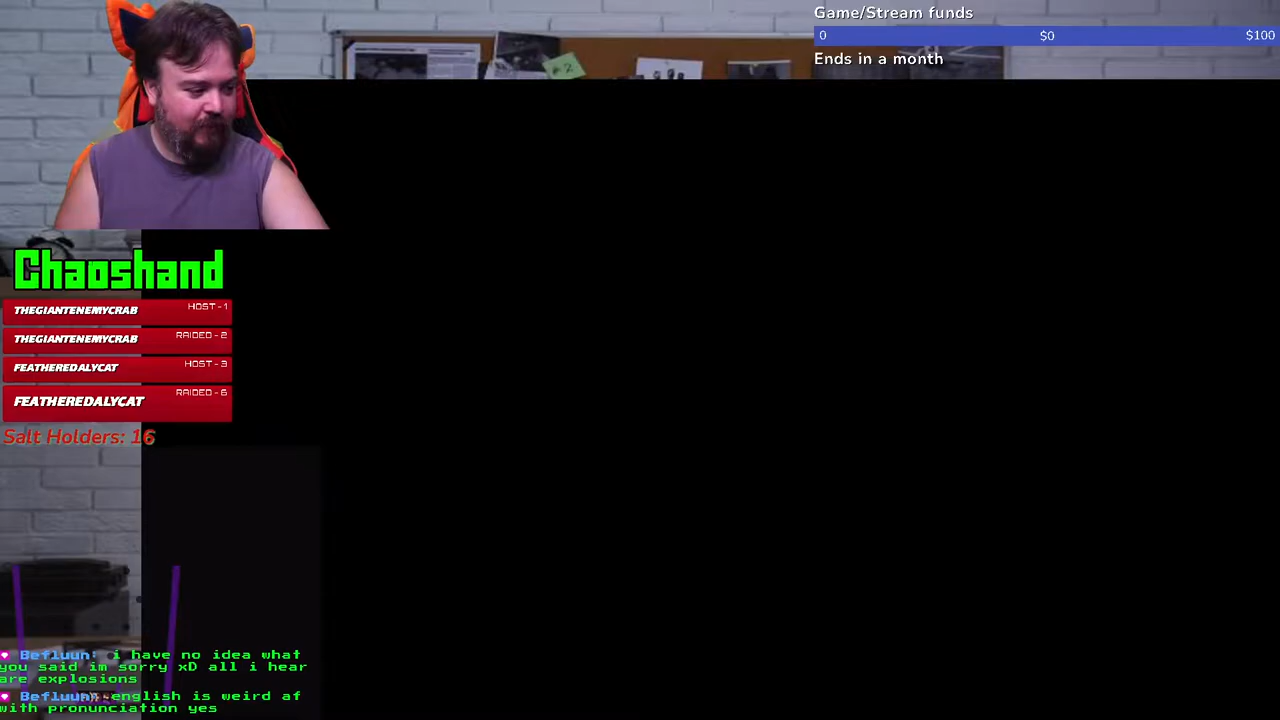 Game/Stream funds
0 $0 $100
Ends in a month
#2
Chaoshand
THEGIANTENEMYCRAB HOST - 1
THEGIANTENEMYCRAB RAIDED - 2
FEATHEREDALYCAT HOST - 3
FEATHEREDALYCAT RAIDED - 6
Salt Holders: 16
Befluun: i have no idea what
you said im sorry xD all i hear
are explosions
Befluun: english is weird af
with pronunciation yes